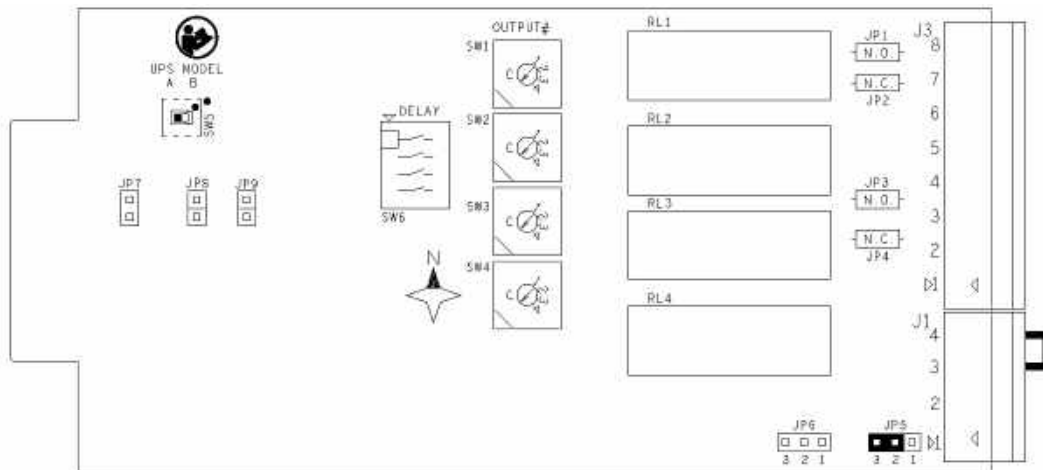 OUTPUT#
UPS MODEL
A B
SW5
JP7
JP8
JP9
DELAY
SW6
N
SW1
C
SW2
C
SW3
C
SW4
C
RL1
RL2
RL3
RL4
JP1
N.O.
N.C.
JP2
JP3
N.O.
N.C.
JP4
J3
8
7
6
5
4
3
2
1
J1
4
3
2
1
JP6
3 2 1
JP5
3 2 1